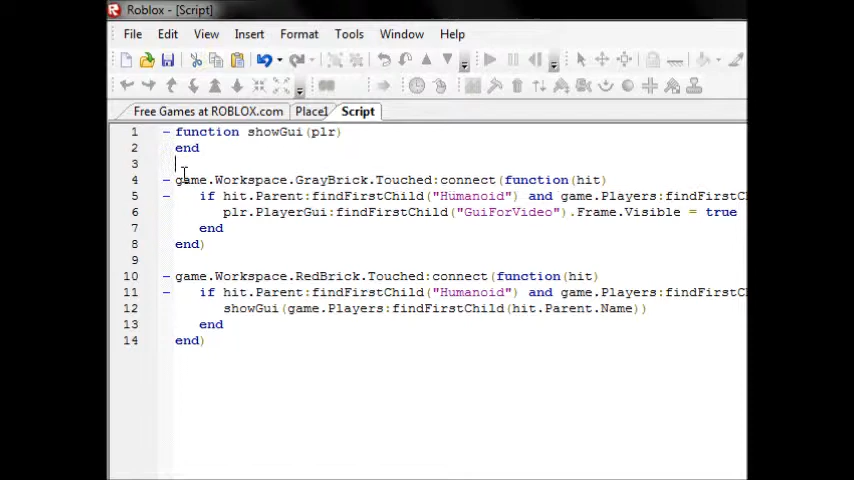 Roblox - [Script]
File Edit View Insert Format Tools Window Help
Free Games at ROBLOX.com Place1 Script
1 function showGui(plr)
2 end
3
4 game.Workspace.GrayBrick.Touched:connect(function(hit)
5 if hit.Parent:findFirstChild("Humanoid") and game.Players:findFirstC
6 plr.PlayerGui:findFirstChild("GuiForVideo").Frame.Visible = true
7 end
8 end)
9
10 game.Workspace.RedBrick.Touched:connect(function(hit)
11 if hit.Parent:findFirstChild("Humanoid") and game.Players:findFirstC
12 showGui(game.Players:findFirstChild(hit.Parent.Name))
13 end
14 end)